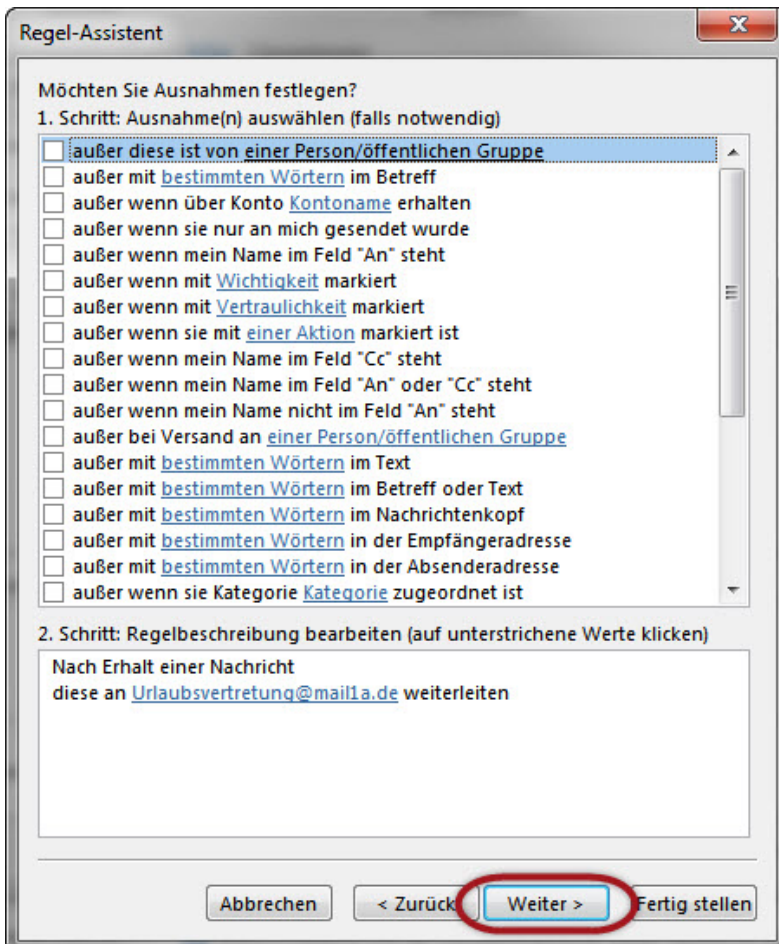 Regel-Assistent
Möchten Sie Ausnahmen festlegen?
1. Schritt: Ausnahme(n) auswählen (falls notwendig)
außer diese ist von einer Person/öffentlichen Gruppe
außer mit bestimmten Wörtern im Betreff
außer wenn über Konto Kontoname erhalten
außer wenn sie nur an mich gesendet wurde
außer wenn mein Name im Feld "An" steht
außer wenn mit Wichtigkeit markiert
außer wenn mit Vertraulichkeit markiert
außer wenn sie mit einer Aktion markiert ist
außer wenn mein Name im Feld "Cc" steht
außer wenn mein Name im Feld "An" oder "Cc" steht
außer wenn mein Name nicht im Feld "An" steht
außer bei Versand an einer Person/öffentlichen Gruppe
außer mit bestimmten Wörtern im Text
außer mit bestimmten Wörtern im Betreff oder Text
außer mit bestimmten Wörtern im Nachrichtenkopf
außer mit bestimmten Wörtern in der Empfängeradresse
außer mit bestimmten Wörtern in der Absenderadresse
außer wenn sie Kategorie Kategorie zugeordnet ist
2. Schritt: Regelbeschreibung bearbeiten (auf unterstrichene Werte klicken)
Nach Erhalt einer Nachricht
diese an Urlaubsvertretung@mail1a.de weiterleiten
Abbrechen < Zurück Weiter > Fertig stellen